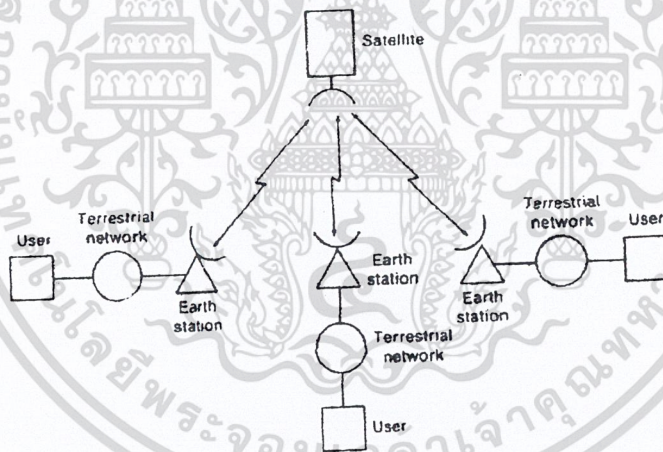 Satellite
User
Terrestrial
network
Earth
station
Earth
station
Terrestrial
network
User
Earth
station
Terrestrial
network
User